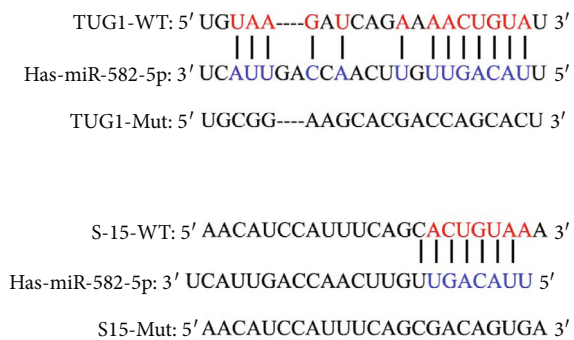 TUG1-WT: 5′ UGUAA----GAUCAGAAAACUGUAU 3′
Has-miR-582-5p: 3′ UCAUUGACCAACUUGUUGACAUU 5′
TUG1-Mut: 5′ UGCGG----AAGCACGACCAGCACU 3′
S-15-WT: 5′ AACAUCCAUUUCAGCACUGUAAA 3′
Has-miR-582-5p: 3′ UCAUUGACCAACUUGUUGACAUU 5′
S15-Mut: 5′ AACAUCCAUUUCAGCGACAGUGA 3′